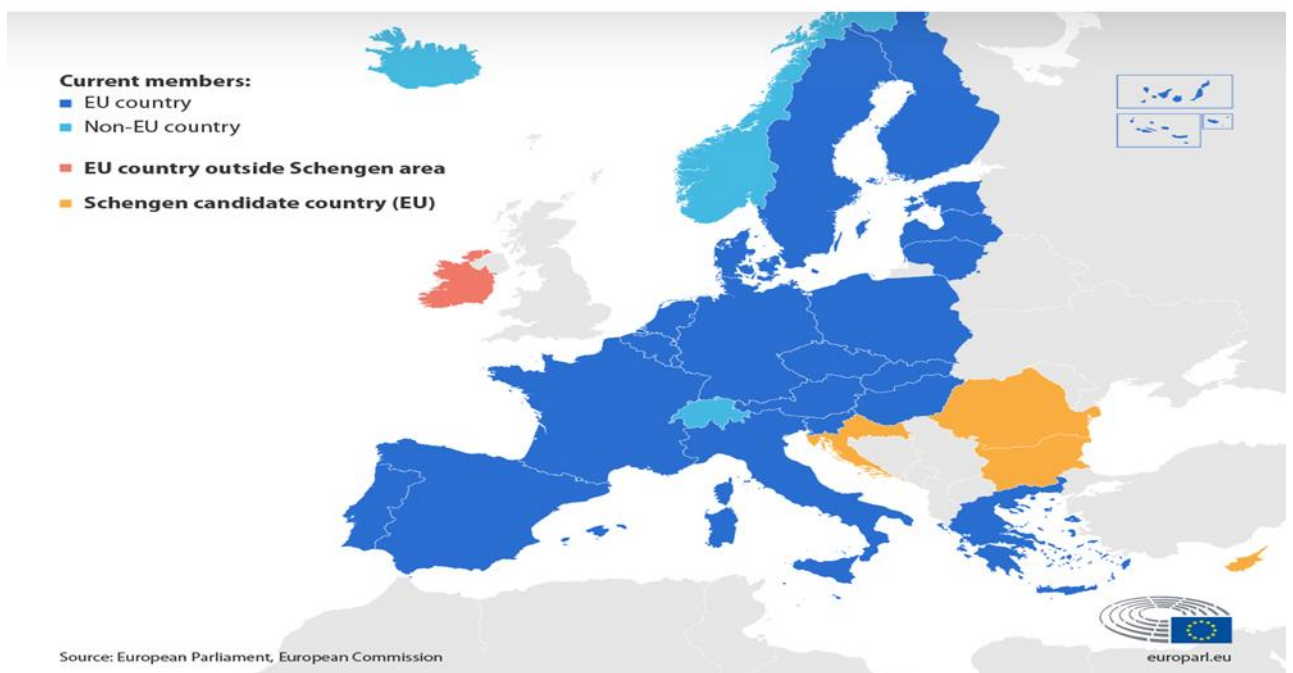 Current members:
EU country
Non-EU country
EU country outside Schengen area
Schengen candidate country (EU)
Source: European Parliament, European Commission
europarl.eu